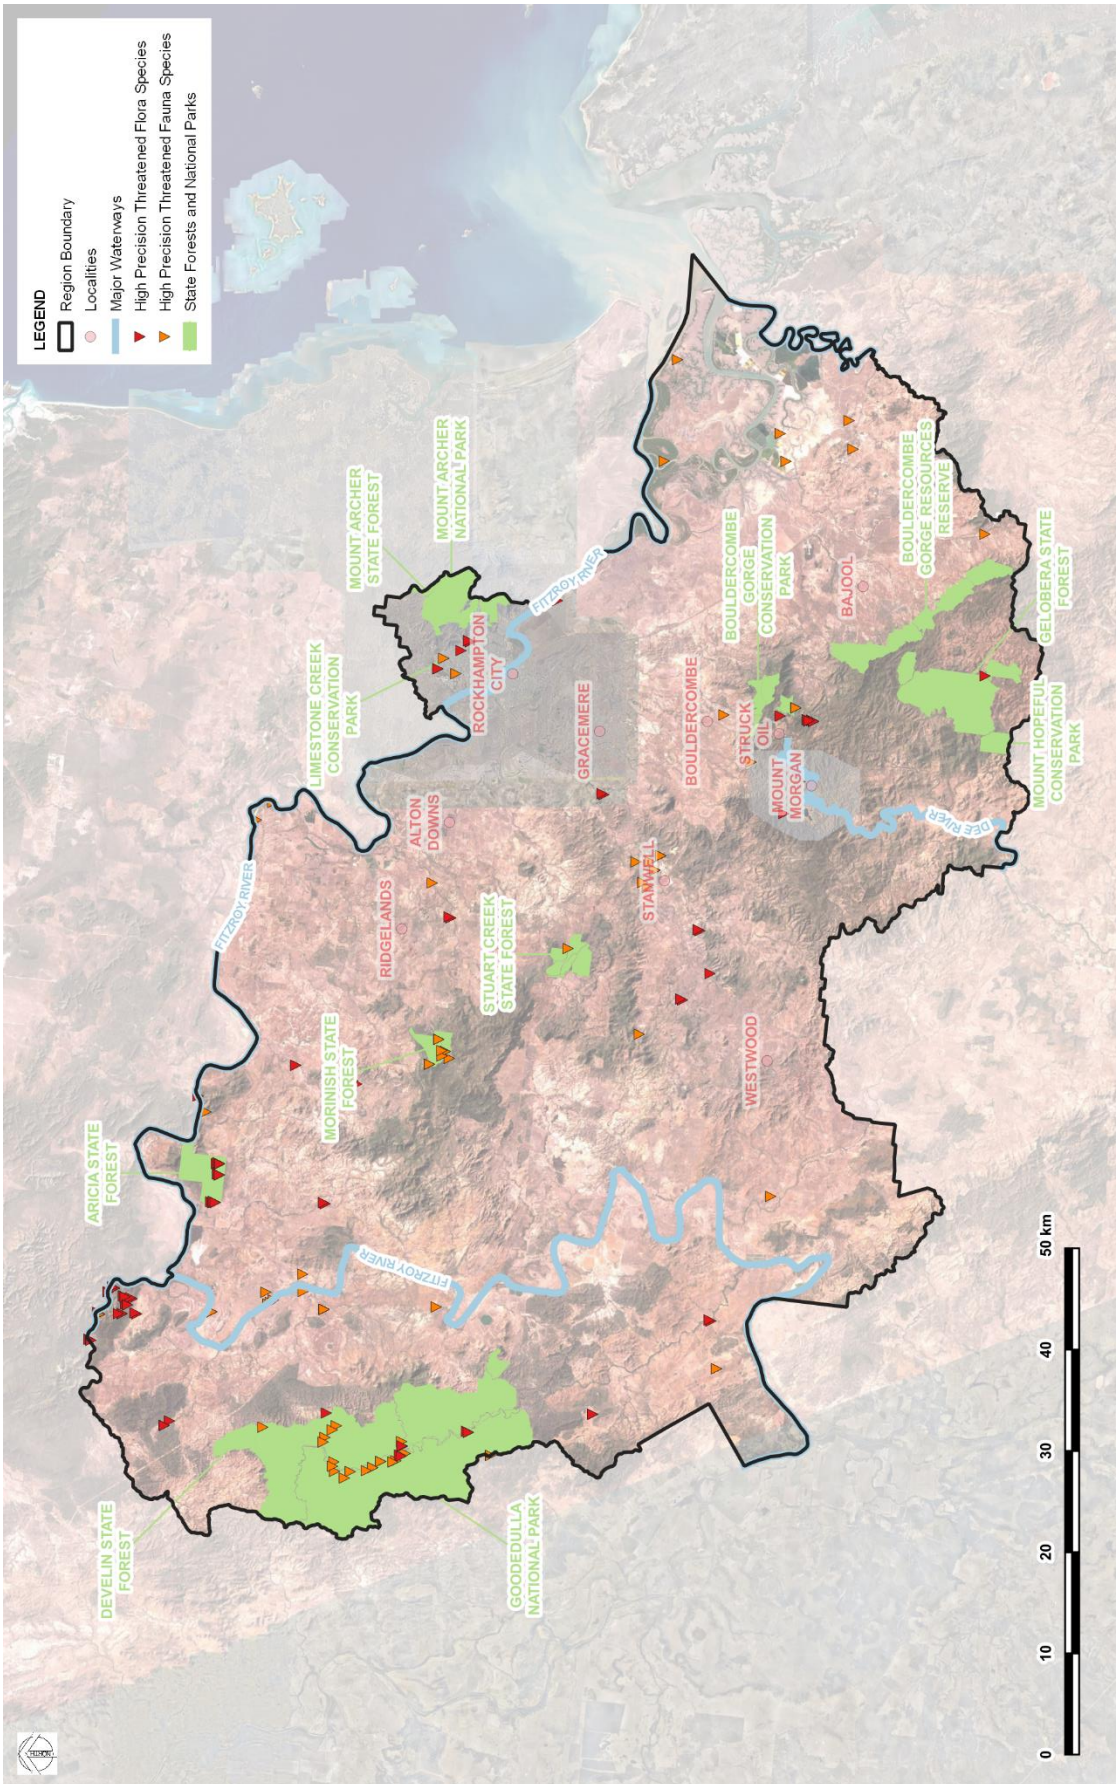 LEGEND
Region Boundary
Localities
Major Waterways
High Precision Threatened Flora Species
High Precision Threatened Fauna Species
State Forests and National Parks
NORTH
DEVELIN STATE
FOREST
GOODEDULLA
NATIONAL PARK
ARICIA STATE
FOREST
FITZROY RIVER
MORINISH STATE
FOREST
FITZROY RIVER
RIDGELANDS
ALTON
DOWNS
STUART CREEK
STATE FOREST
LIMESTONE CREEK
CONSERVATION
PARK
MOUNT ARCHER
STATE FOREST
MOUNT ARCHER
NATIONAL PARK
ROCKHAMPTON
CITY
FITZROY RIVER
GRACEMERE
STANWELL
WESTWOOD
BOULDERCOMBE
STRUCK
OIL
MOUNT
MORGAN
BOULDERCOMBE
GORGE
CONSERVATION
PARK
BAJOOL
BOULDERCOMBE
GORGE RESOURCES
RESERVE
DEE RIVER
GELOBERA STATE
FOREST
MOUNT HOPEFUL
CONSERVATION
PARK
0 10 20 30 40 50 km